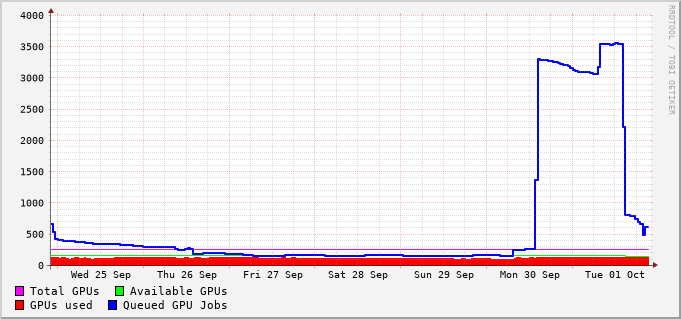 4000
3500
3000
2500
2000
1500
1000
500
0
Wed 25 Sep Thu 26 Sep Fri 27 Sep Sat 28 Sep Sun 29 Sep Mon 30 Sep Tue 01 Oct
Total GPUs Available GPUs
GPUs used Queued GPU Jobs
RRDTOOL / TOBI OETIKER